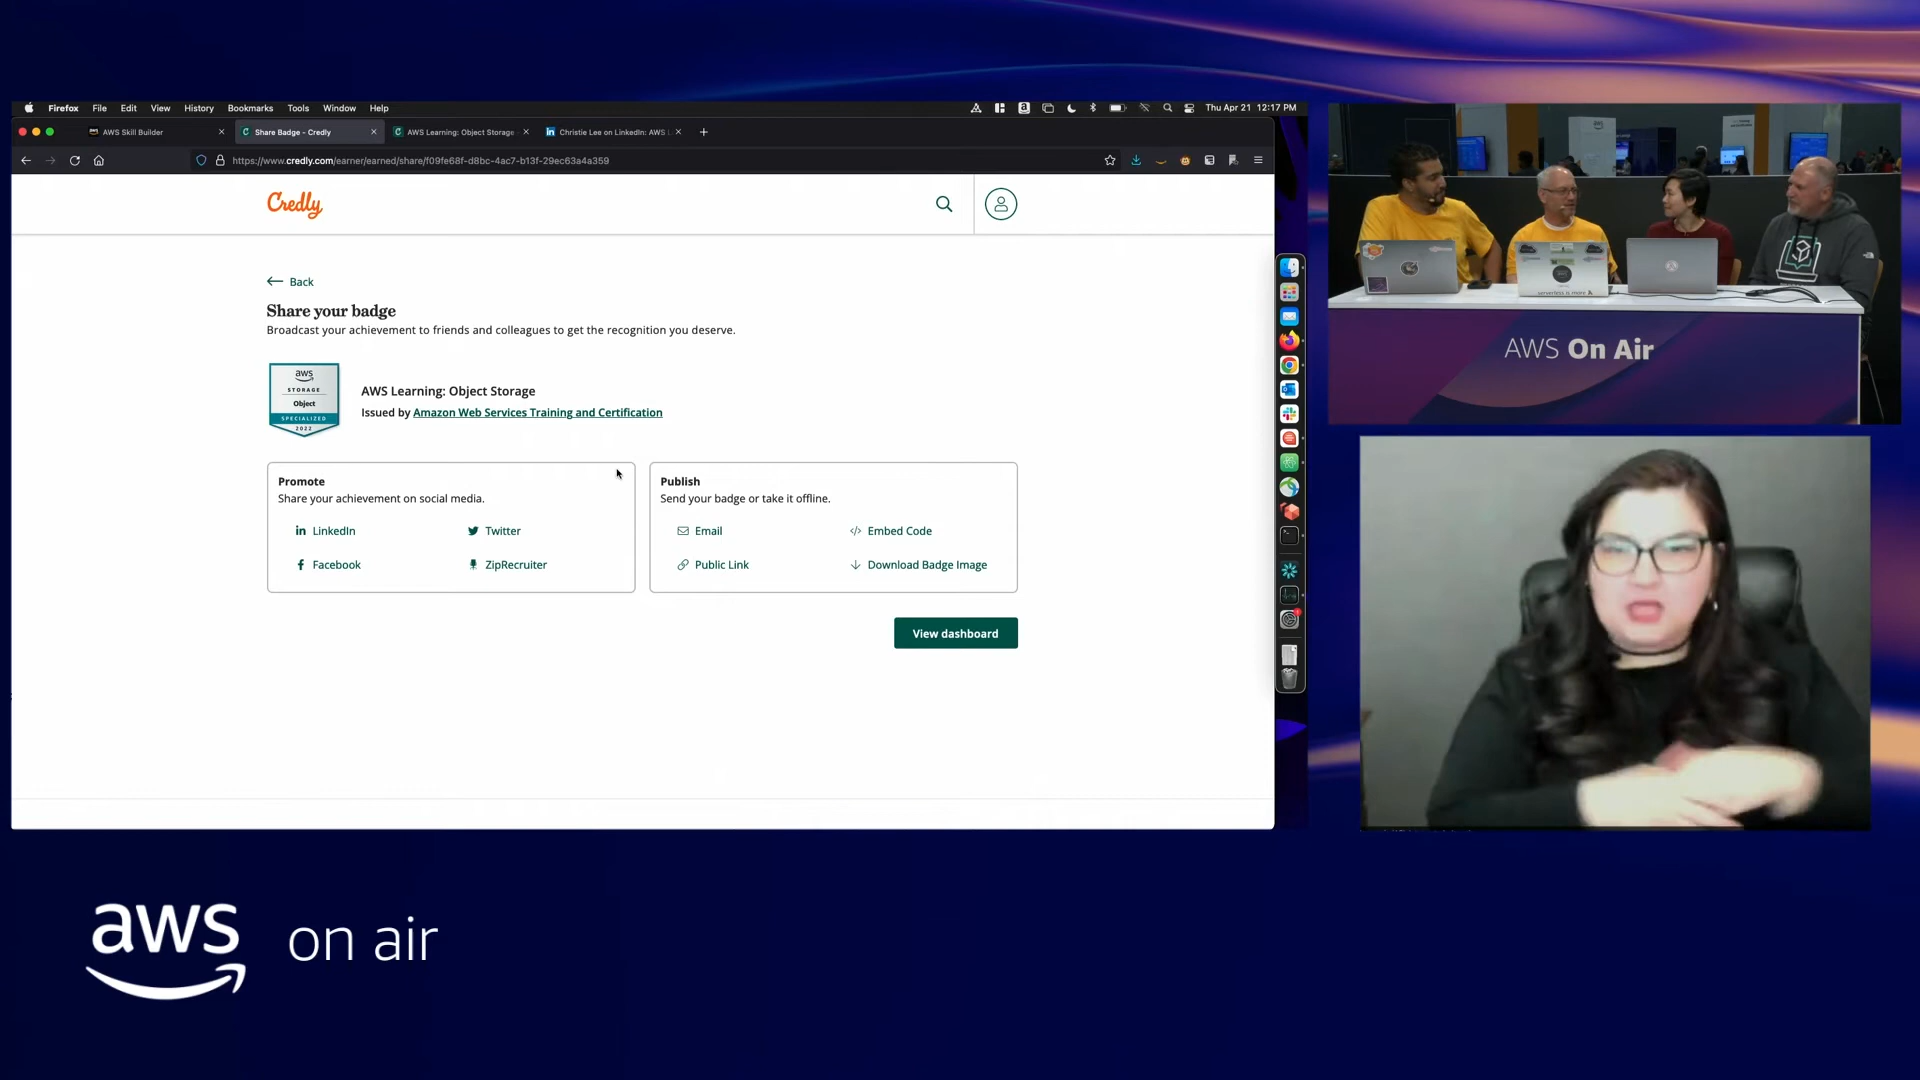 Firefox File Edit View History Bookmarks Tools Window Help
Thu Apr 21 12:17 PM
AWS Skill Builder
Share Badge - Credly
AWS Learning: Object Storage
Christie Lee on LinkedIn: AWS
https://www.credly.com/earner/earned/share/f09fe68f-d8bc-4ac7-b13f-29ec63a4a359
Credly
Back
Share your badge
Broadcast your achievement to friends and colleagues to get the recognition you deserve.
aws
STORAGE
Object
SPECIALIZED
2022
AWS Learning: Object Storage
Issued by Amazon Web Services Training and Certification
Promote
Share your achievement on social media.
LinkedIn
Twitter
Facebook
ZipRecruiter
Publish
Send your badge or take it offline.
Email
Embed Code
Public Link
Download Badge Image
View dashboard
AWS On Air
aws on air